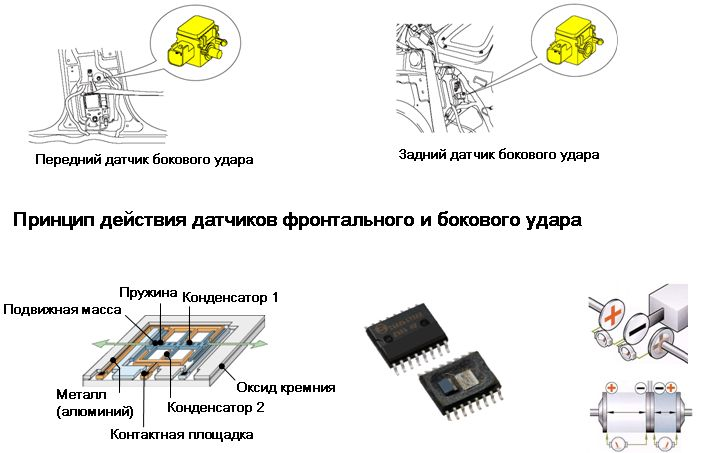 Передний датчик бокового удара
Задний датчик бокового удара
Принцип действия датчиков фронтального и бокового удара
Пружина
Конденсатор 1
Подвижная масса
Металл
(алюминий)
Конденсатор 2
Оксид кремния
Контактная площадка